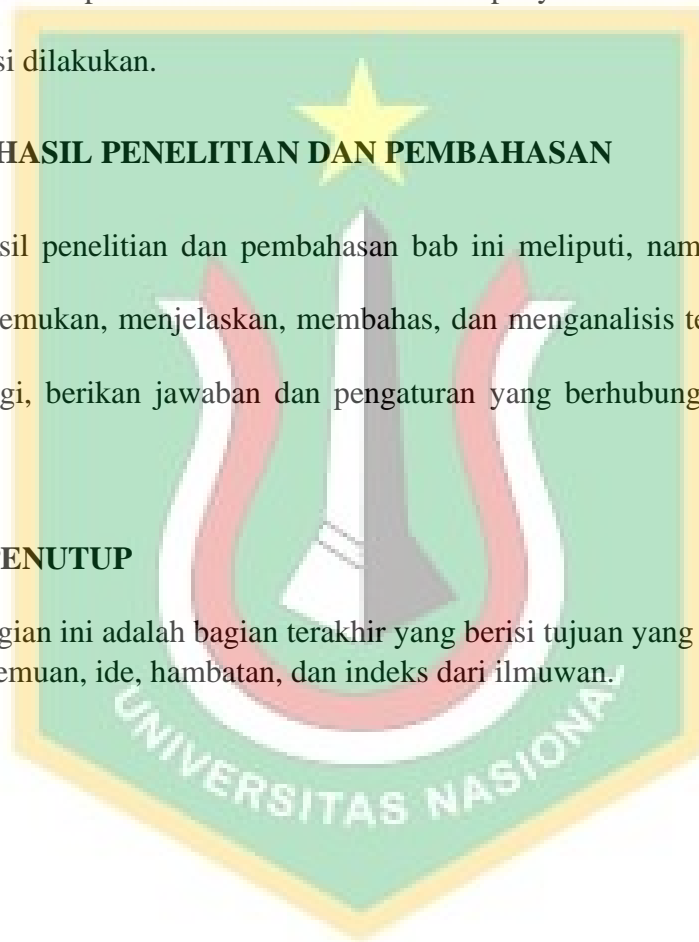 si dilakukan.
HASIL PENELITIAN DAN PEMBAHASAN
sil penelitian dan pembahasan bab ini meliputi, nam
emukan, menjelaskan, membahas, dan menganalisis te
gi, berikan jawaban dan pengaturan yang berhubung
PENUTUP
gian ini adalah bagian terakhir yang berisi tujuan yang
emuan, ide, hambatan, dan indeks dari ilmuwan.
UNIVERSITAS NASIONAL